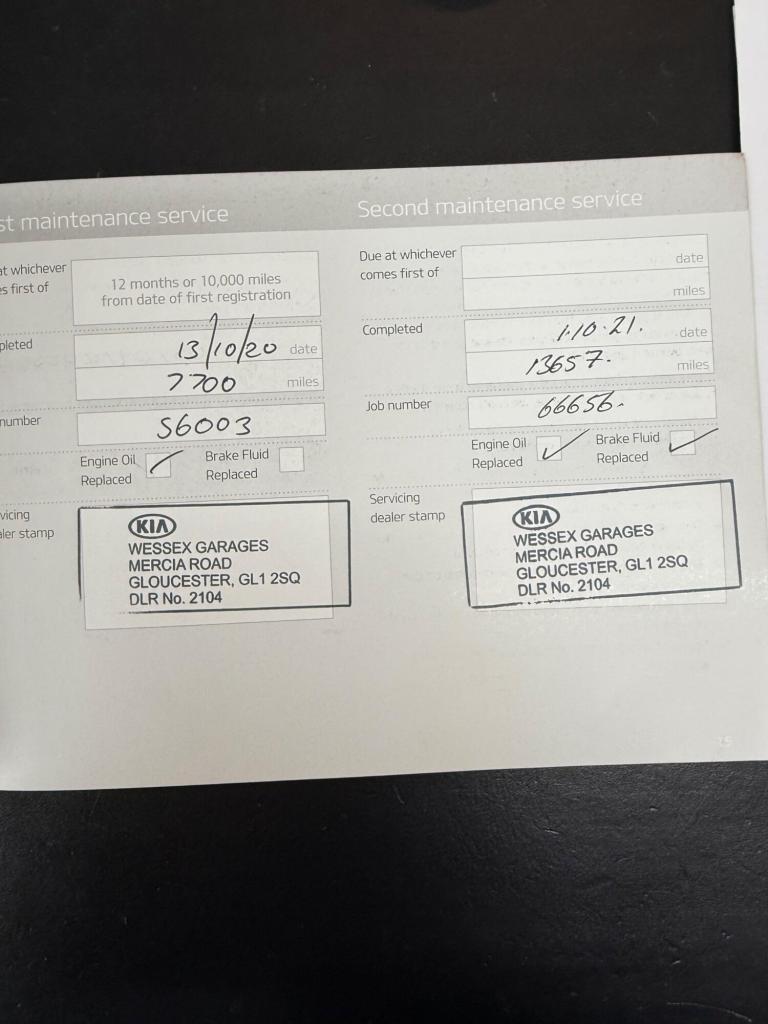 st maintenance service
at whichever
es first of
12 months or 10,000 miles
from date of first registration
pleted
13/10/20 date
7700 miles
number
S6003
Engine Oil
Replaced
Brake Fluid
Replaced
vicing
aler stamp
KIA
WESSEX GARAGES
MERCIA ROAD
GLOUCESTER, GL1 2SQ
DLR No. 2104
Second maintenance service
Due at whichever
comes first of
date
miles
Completed
1.10.21. date
13657. miles
Job number
66656.
Engine Oil
Replaced
Brake Fluid
Replaced
Servicing
dealer stamp
KIA
WESSEX GARAGES
MERCIA ROAD
GLOUCESTER, GL1 2SQ
DLR No. 2104